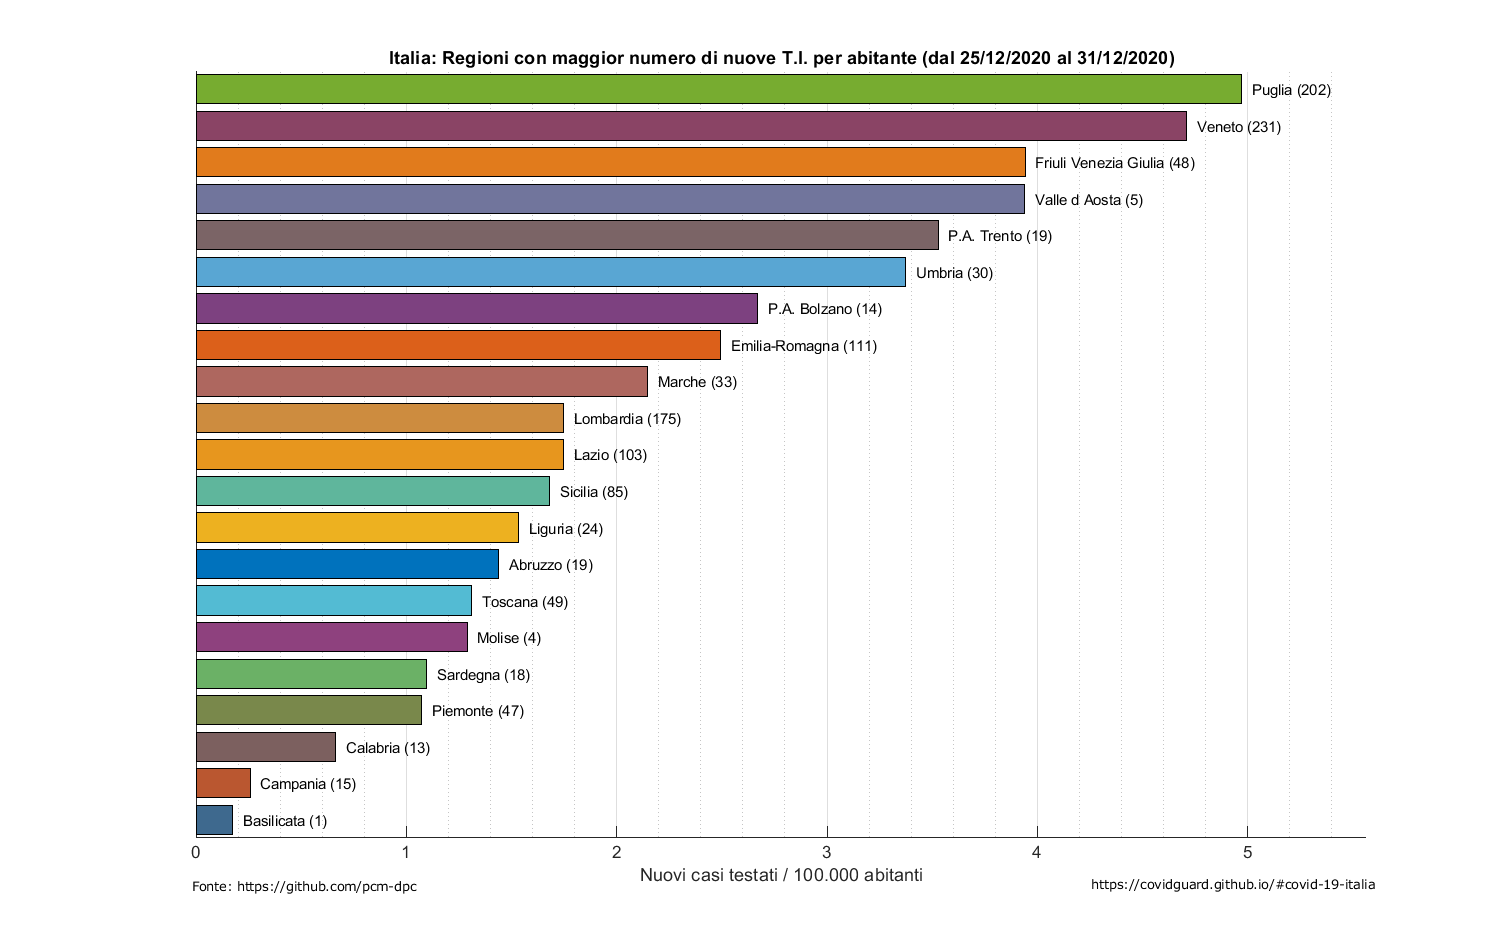 Italia: Regioni con maggior numero di nuove T.I. per abitante (dal 25/12/2020 al 31/12/2020)
Puglia (202)
Veneto (231)
Friuli Venezia Giulia (48)
Valle d Aosta (5)
P.A. Trento (19)
Umbria (30)
P.A. Bolzano (14)
Emilia-Romagna (111)
Marche (33)
Lombardia (175)
Lazio (103)
Sicilia (85)
Liguria (24)
Abruzzo (19)
Toscana (49)
Molise (4)
Sardegna (18)
Piemonte (47)
Calabria (13)
Campania (15)
Basilicata (1)
0 1 2 3 4 5
Nuovi casi testati / 100.000 abitanti
Fonte: https://github.com/pcm-dpc
https://covidguard.github.io/#covid-19-italia